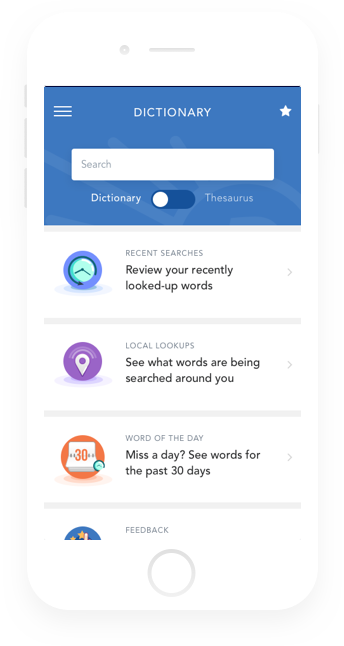 DICTIONARY
Search
Dictionary Thesaurus
RECENT SEARCHES
Review your recently
looked-up words
LOCAL LOOKUPS
See what words are being
searched around you
WORD OF THE DAY
30
Miss a day? See words for
the past 30 days
FEEDBACK